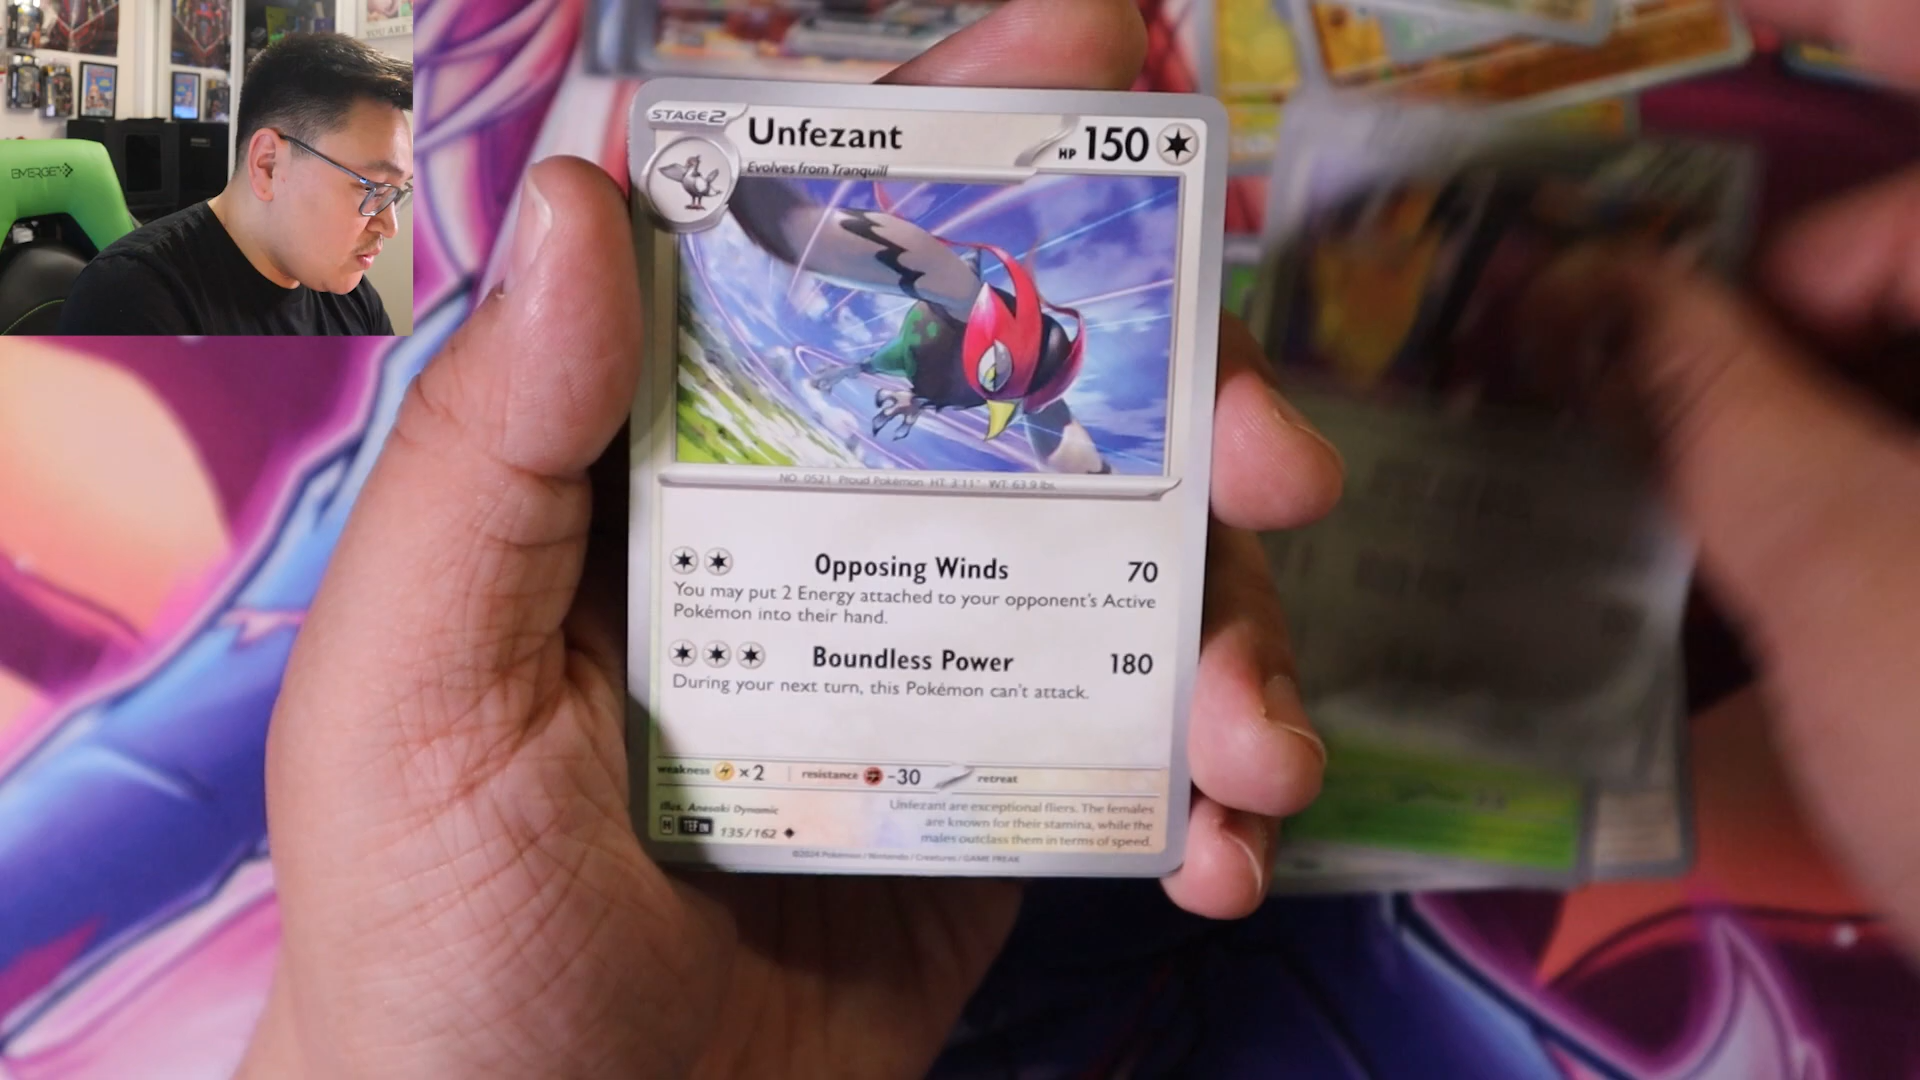 YOU ARE
EMERGE
STAGE2
Unfezant
HP 150
Evolves from Tranquill
NO. 0521 Proud Pokémon HT: 3'11" WT: 63.9 lbs.
Opposing Winds 70
You may put 2 Energy attached to your opponent's Active
Pokémon into their hand.
Boundless Power 180
During your next turn, this Pokémon can't attack.
weakness ×2 resistance -30 retreat
Illus. Anesaki Dynamic
Unfezant are exceptional fliers. The females
are known for their stamina, while the
males outclass them in terms of speed.
H TEF EN 135/162
©2024 Pokémon / Nintendo / Creatures / GAME FREAK